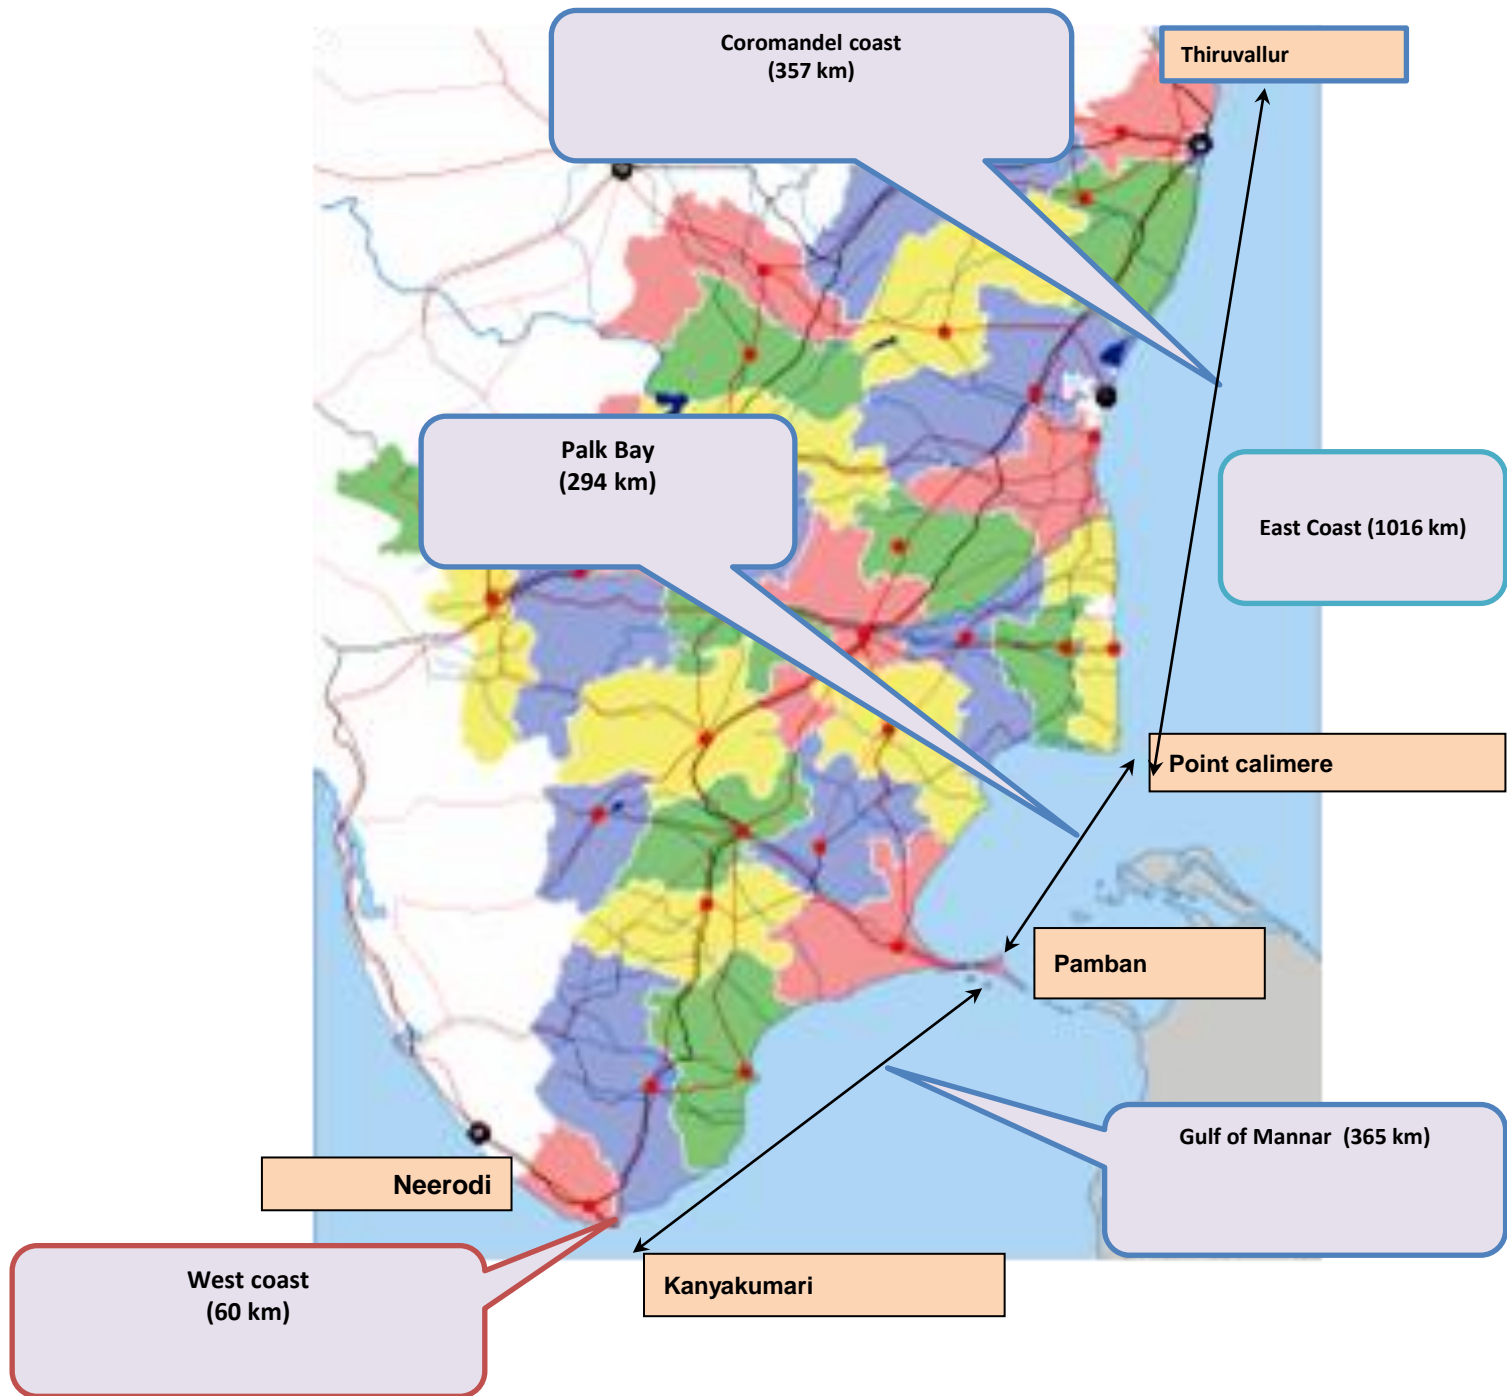 Coromandel coast
(357 km)
Thiruvallur
Palk Bay
(294 km)
East Coast (1016 km)
Point calimere
Pamban
Gulf of Mannar (365 km)
Neerodi
West coast
(60 km)
Kanyakumari